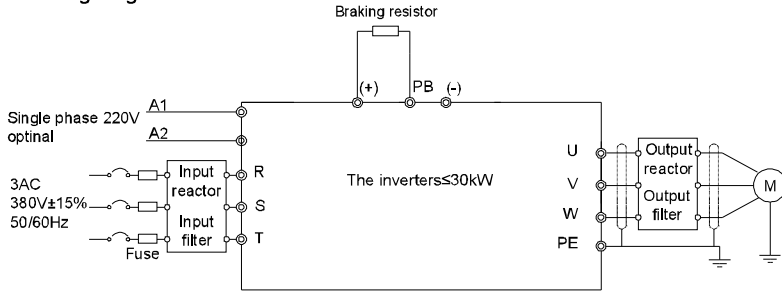 Braking resistor
(+)
PB
(-)
Single phase 220V
optinal
A1
A2
3AC
380V±15%
50/60Hz
Fuse
Input
reactor
Input
filter
R
S
T
The inverters≤30kW
U
V
W
PE
Output
reactor
Output
filter
M